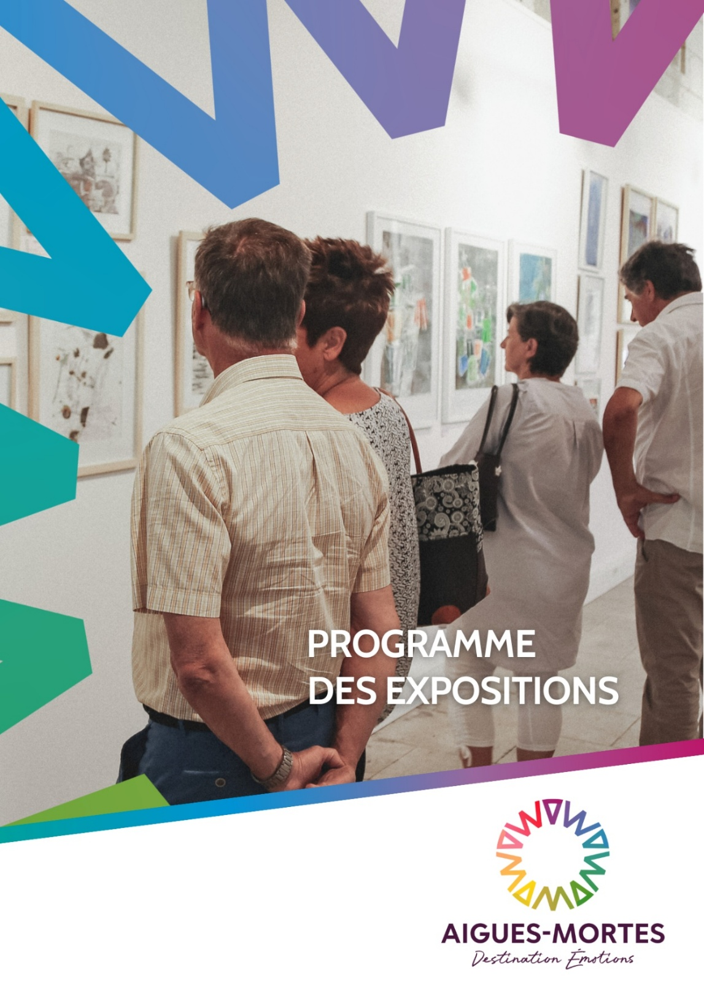 PROGRAMME
DES EXPOSITIONS
AIGUES-MORTES
Destination Émotions